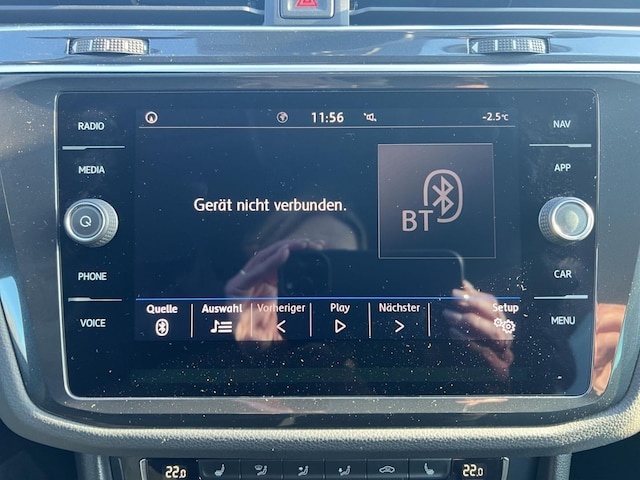 RADIO
MEDIA
PHONE
VOICE
11:56
-2.5°C
Gerät nicht verbunden.
BT
Quelle Auswahl Vorheriger Play Nächster Setup
NAV
APP
CAR
MENU
22.0 22.0